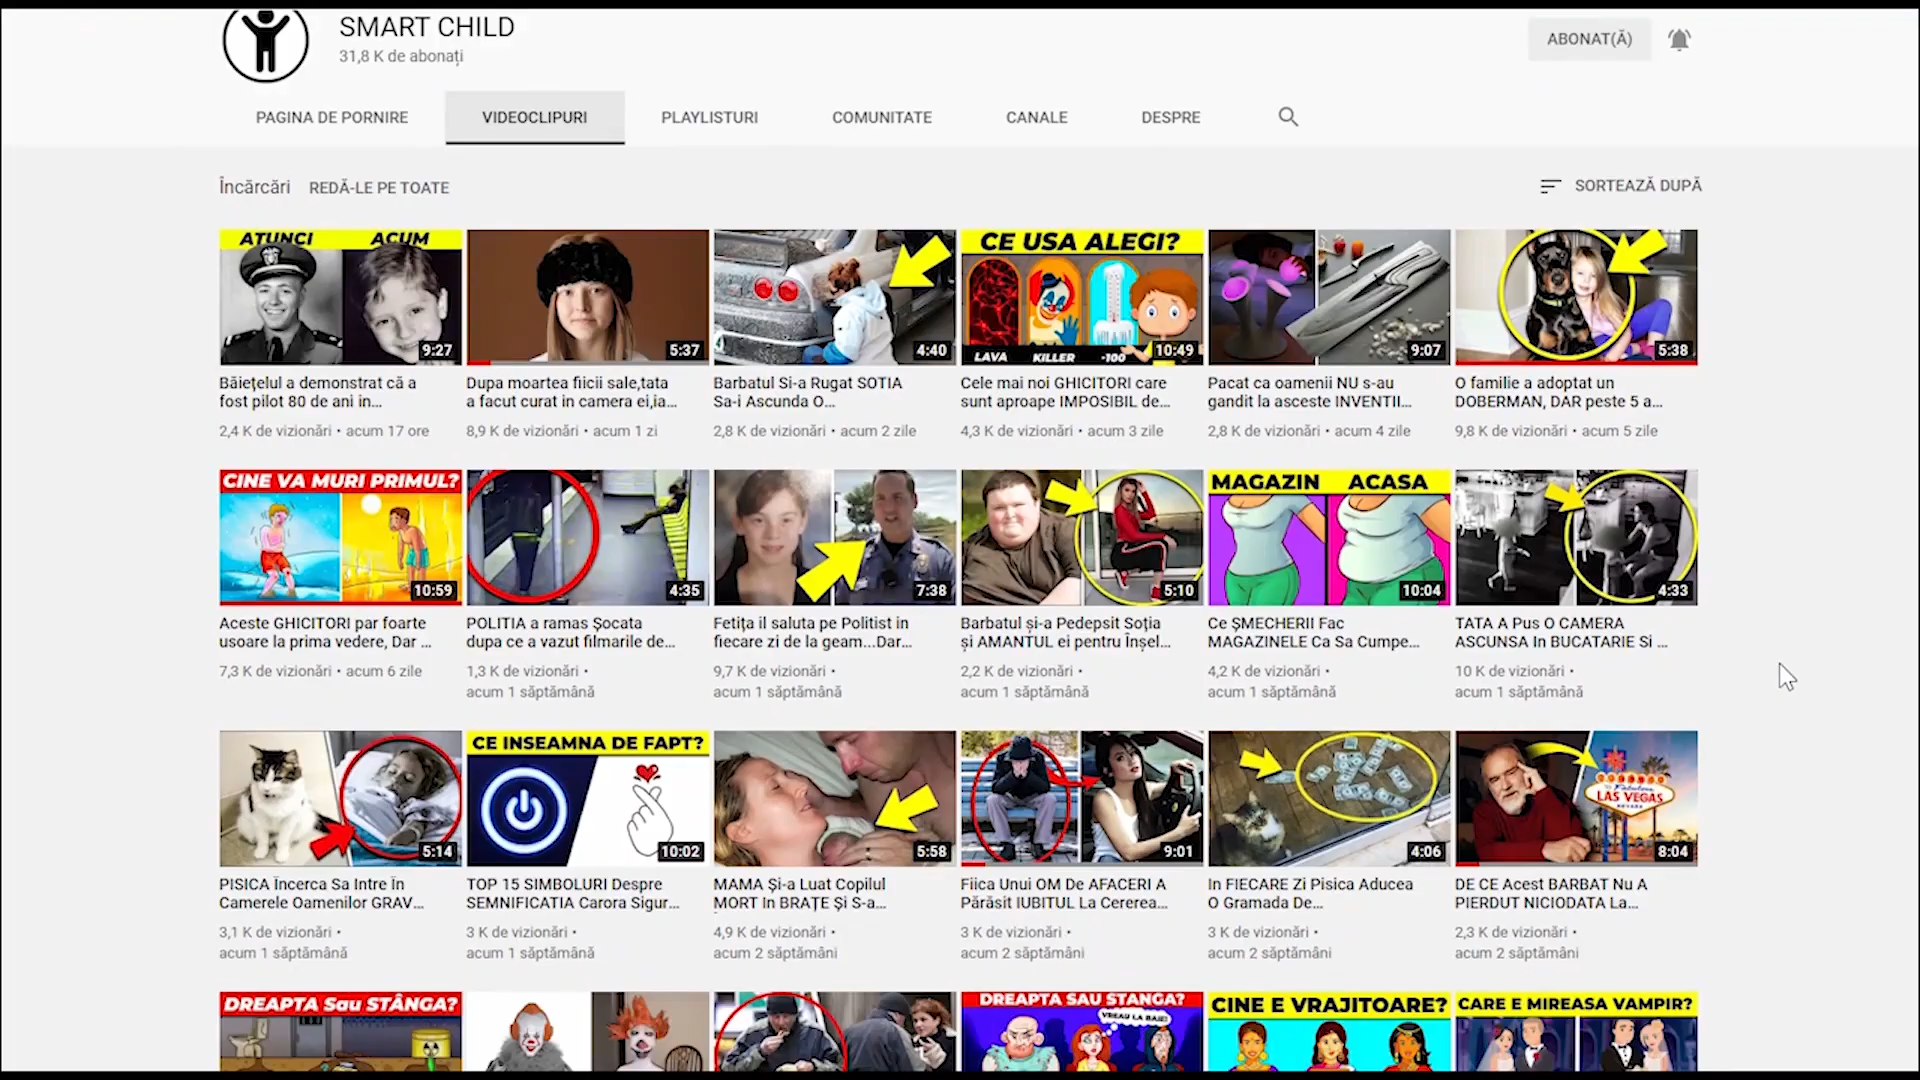 SMART CHILD
31,8 K de abonați
ABONAT(Ă)
PAGINA DE PORNIRE
VIDEOCLIPURI
PLAYLISTURI
COMUNITATE
CANALE
DESPRE
Încărcări
REDĂ-LE PE TOATE
SORTEAZĂ DUPĂ
ATUNCI ACUM
9:27
5:37
4:40
CE USA ALEGI?
LAVA KILLER -100
10:49
9:07
5:38
Băiețelul a demonstrat că a
fost pilot 80 de ani in...
2,4 K de vizionări • acum 17 ore
Dupa moartea fiicii sale,tata
a facut curat in camera ei,ia...
8,9 K de vizionări • acum 1 zi
Barbatul Si-a Rugat SOTIA
Sa-i Ascunda O...
2,8 K de vizionări • acum 2 zile
Cele mai noi GHICITORI care
sunt aproape IMPOSIBIL de...
4,3 K de vizionări • acum 3 zile
Pacat ca oamenii NU s-au
gandit la asceste INVENTII...
2,8 K de vizionări • acum 4 zile
O familie a adoptat un
DOBERMAN, DAR peste 5 a...
9,8 K de vizionări • acum 5 zile
CINE VA MURI PRIMUL?
10:59
4:35
7:38
5:10
MAGAZIN ACASA
10:04
4:33
Aceste GHICITORI par foarte
usoare la prima vedere, Dar ...
7,3 K de vizionări • acum 6 zile
POLITIA a ramas Șocata
dupa ce a vazut filmarile de...
1,3 K de vizionări •
acum 1 săptămână
Fetița il saluta pe Politist in
fiecare zi de la geam...Dar...
9,7 K de vizionări •
acum 1 săptămână
Barbatul și-a Pedepsit Soția
și AMANTUL ei pentru Înșel...
2,2 K de vizionări •
acum 1 săptămână
Ce ȘMECHERII Fac
MAGAZINELE Ca Sa Cumpe...
4,2 K de vizionări •
acum 1 săptămână
TATA A Pus O CAMERA
ASCUNSA In BUCATARIE Si ...
10 K de vizionări •
acum 1 săptămână
5:14
CE INSEAMNA DE FAPT?
10:02
5:58
9:01
4:06
Fabulous
LAS VEGAS
NEVADA
8:04
PISICA Încerca Sa Intre În
Camerele Oamenilor GRAV...
3,1 K de vizionări •
acum 1 săptămână
TOP 15 SIMBOLURI Despre
SEMNIFICATIA Carora Sigur...
3 K de vizionări •
acum 1 săptămână
MAMA Și-a Luat Copilul
MORT In BRAȚE Și S-a...
4,9 K de vizionări •
acum 2 săptămâni
Fiica Unui OM De AFACERI A
Părăsit IUBITUL La Cererea...
3 K de vizionări •
acum 2 săptămâni
In FIECARE Zi Pisica Aducea
O Gramada De...
3 K de vizionări •
acum 2 săptămâni
DE CE Acest BARBAT Nu A
PIERDUT NICIODATA La...
2,3 K de vizionări •
acum 2 săptămâni
DREAPTA Sau STÂNGA?
DREAPTA SAU STANGA?
VREAU LA BAIE!
CINE E VRAJITOARE?
CARE E MIREASA VAMPIR?